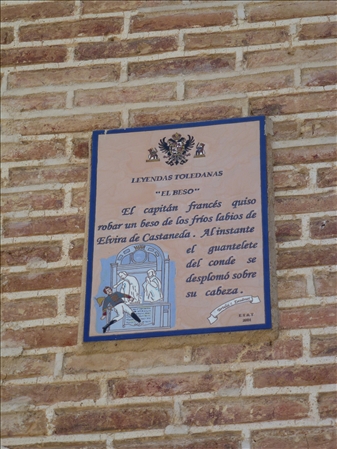 LEYENDAS TOLEDANAS
"EL BESO"
El capitán francés quiso
robar un beso de los fríos labios de
Elvira de Castaneda. Al instante
el guantelete
del conde se
desplomó sobre
su cabeza.